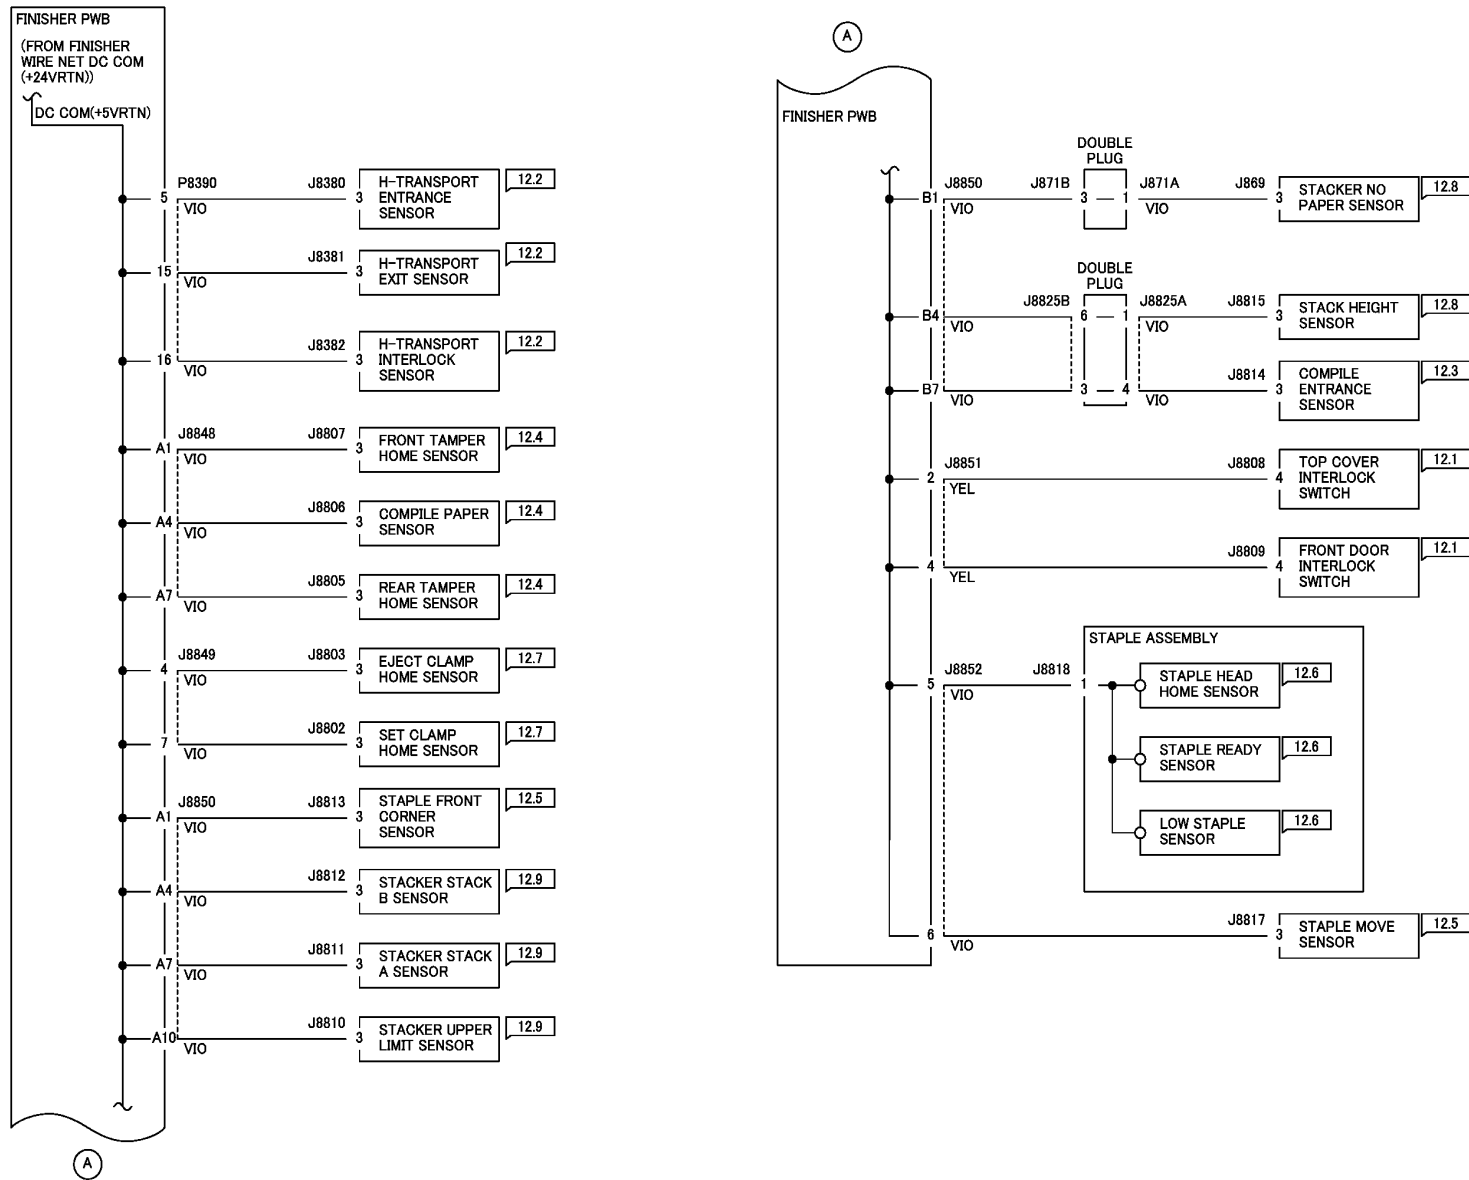 FINISHER PWB
(FROM FINISHER
WIRE NET DC COM
(+24VRTN))
DC COM(+5VRTN)
5
P8390
VIO
J8380
3
H-TRANSPORT
ENTRANCE
SENSOR
12.2
15
VIO
J8381
3
H-TRANSPORT
EXIT SENSOR
12.2
16
VIO
J8382
3
H-TRANSPORT
INTERLOCK
SENSOR
12.2
A1
J8848
VIO
J8807
3
FRONT TAMPER
HOME SENSOR
12.4
A4
VIO
J8806
3
COMPILE PAPER
SENSOR
12.4
A7
VIO
J8805
3
REAR TAMPER
HOME SENSOR
12.4
4
J8849
VIO
J8803
3
EJECT CLAMP
HOME SENSOR
12.7
7
VIO
J8802
3
SET CLAMP
HOME SENSOR
12.7
A1
J8850
VIO
J8813
3
STAPLE FRONT
CORNER
SENSOR
12.5
A4
VIO
J8812
3
STACKER STACK
B SENSOR
12.9
A7
VIO
J8811
3
STACKER STACK
A SENSOR
12.9
A10
VIO
J8810
3
STACKER UPPER
LIMIT SENSOR
12.9
A
A
FINISHER PWB
B1
J8850
VIO
J871B
DOUBLE
PLUG
3
1
J871A
VIO
J869
3
STACKER NO
PAPER SENSOR
12.8
B4
VIO
J8825B
DOUBLE
PLUG
6
1
J8825A
VIO
J8815
3
STACK HEIGHT
SENSOR
12.8
B7
VIO
3
4
VIO
J8814
3
COMPILE
ENTRANCE
SENSOR
12.3
2
J8851
YEL
J8808
4
TOP COVER
INTERLOCK
SWITCH
12.1
4
YEL
J8809
4
FRONT DOOR
INTERLOCK
SWITCH
12.1
STAPLE ASSEMBLY
5
J8852
VIO
J8818
1
STAPLE HEAD
HOME SENSOR
12.6
STAPLE READY
SENSOR
12.6
LOW STAPLE
SENSOR
12.6
6
VIO
J8817
3
STAPLE MOVE
SENSOR
12.5